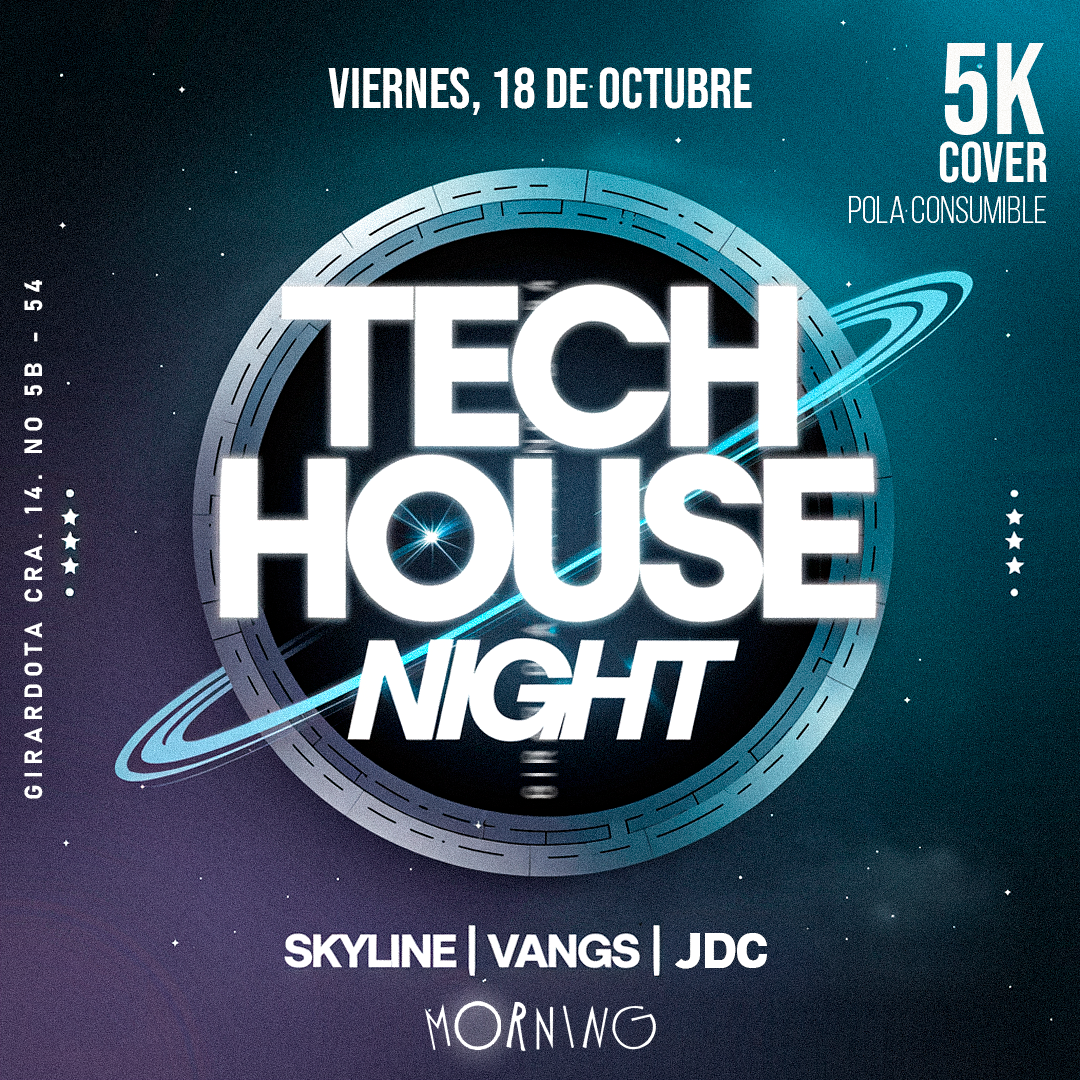 VIERNES, 18 DE OCTUBRE
5K
COVER
POLA CONSUMIBLE
GIRARDOTA CRA. 14. NO 5B - 54
TECH
HOUSE
NIGHT
SKYLINE | VANGS | JDC
MORNING